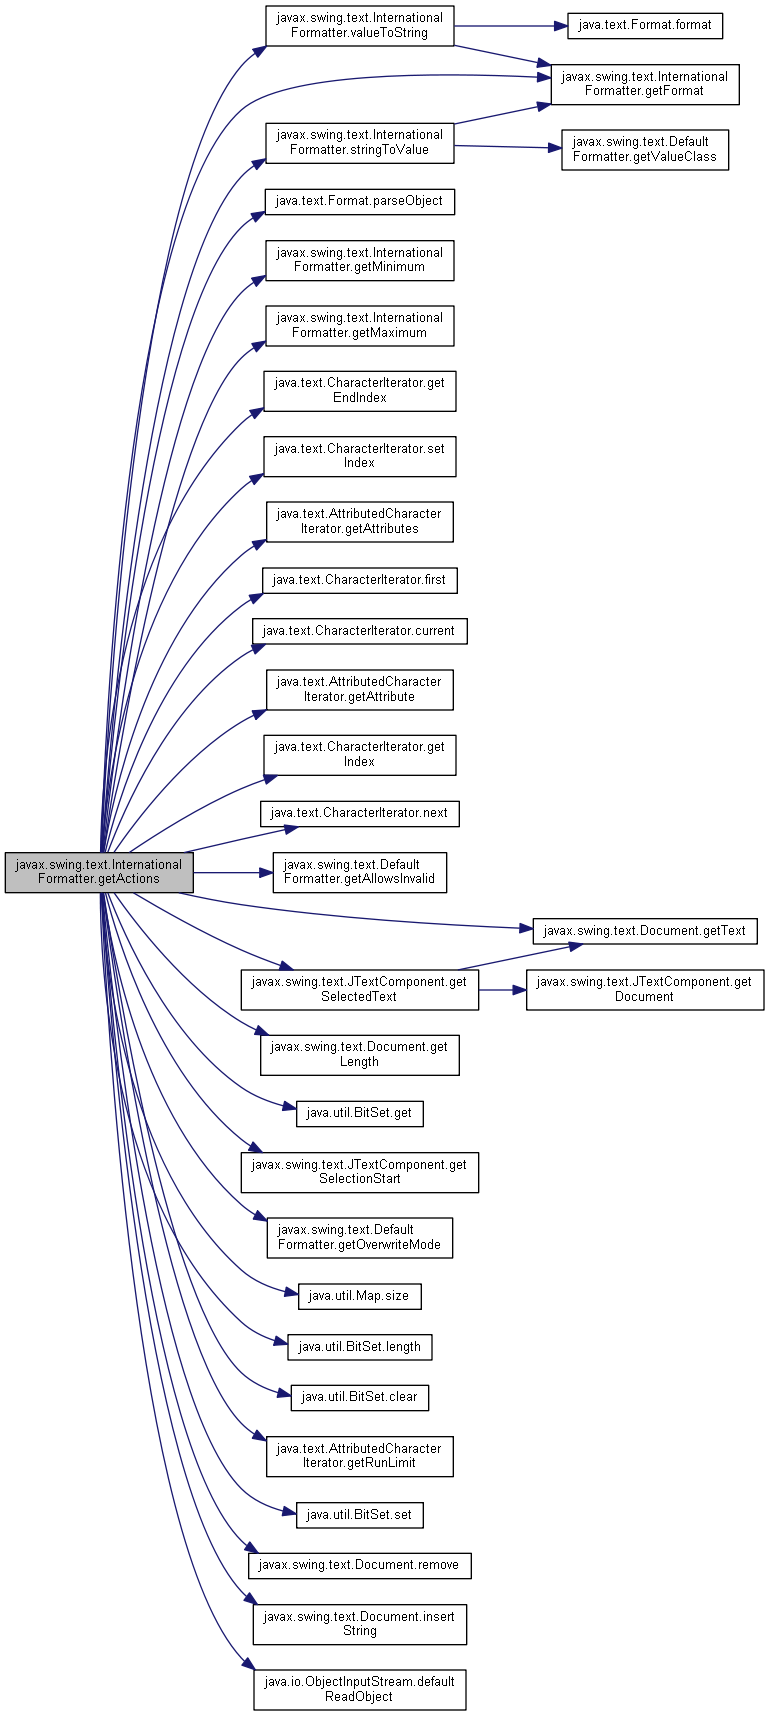 javax.swing.text.International
Formatter.valueToString
java.text.Format.format
javax.swing.text.International
Formatter.getFormat
javax.swing.text.International
Formatter.stringToValue
javax.swing.text.Default
Formatter.getValueClass
java.text.Format.parseObject
javax.swing.text.International
Formatter.getMinimum
javax.swing.text.International
Formatter.getMaximum
java.text.CharacterIterator.get
EndIndex
java.text.CharacterIterator.set
Index
java.text.AttributedCharacter
Iterator.getAttributes
java.text.CharacterIterator.first
java.text.CharacterIterator.current
java.text.AttributedCharacter
Iterator.getAttribute
java.text.CharacterIterator.get
Index
java.text.CharacterIterator.next
javax.swing.text.International
Formatter.getActions
javax.swing.text.Default
Formatter.getAllowsInvalid
javax.swing.text.Document.getText
javax.swing.text.JTextComponent.get
SelectedText
javax.swing.text.JTextComponent.get
Document
javax.swing.text.Document.get
Length
java.util.BitSet.get
javax.swing.text.JTextComponent.get
SelectionStart
javax.swing.text.Default
Formatter.getOverwriteMode
java.util.Map.size
java.util.BitSet.length
java.util.BitSet.clear
java.text.AttributedCharacter
Iterator.getRunLimit
java.util.BitSet.set
javax.swing.text.Document.remove
javax.swing.text.Document.insert
String
java.io.ObjectInputStream.default
ReadObject